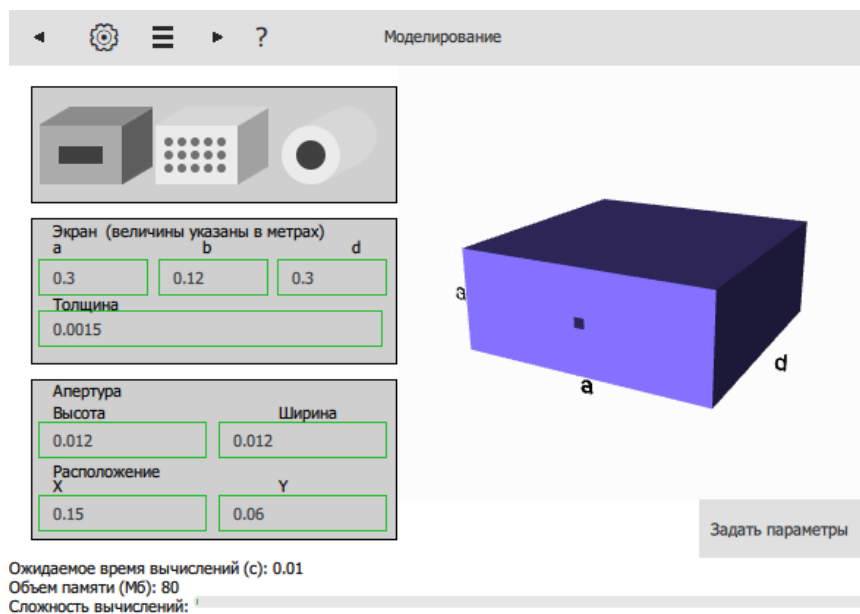 ? Моделирование
Экран (величины указаны в метрах)
a b d
0.3 0.12 0.3
Толщина
0.0015
Апертура
Высота Ширина
0.012 0.012
Расположение
X Y
0.15 0.06
a
a
d
Задать параметры
Ожидаемое время вычислений (с): 0.01
Объем памяти (Мб): 80
Сложность вычислений: